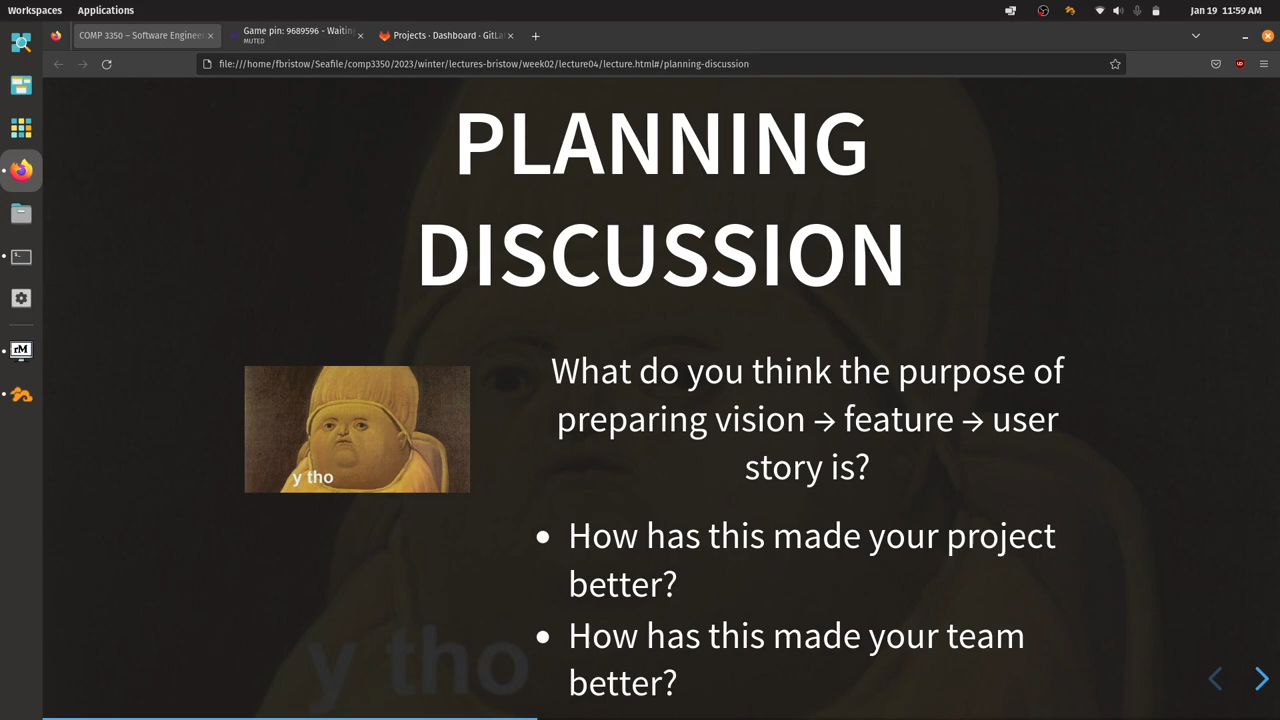 Workspaces Applications Jan 19 11:59 AM
COMP 3350 – Software Enginee Game pin: 9689596 - Waitin Projects · Dashboard · GitLa
MUTED
file:///home/fbristow/Seafile/comp3350/2023/winter/lectures-bristow/week02/lecture04/lecture.html#/planning-discussion
PLANNING
DISCUSSION
What do you think the purpose of
preparing vision → feature → user
story is?
y tho
• How has this made your project
better?
• How has this made your team
better?
y tho
rM